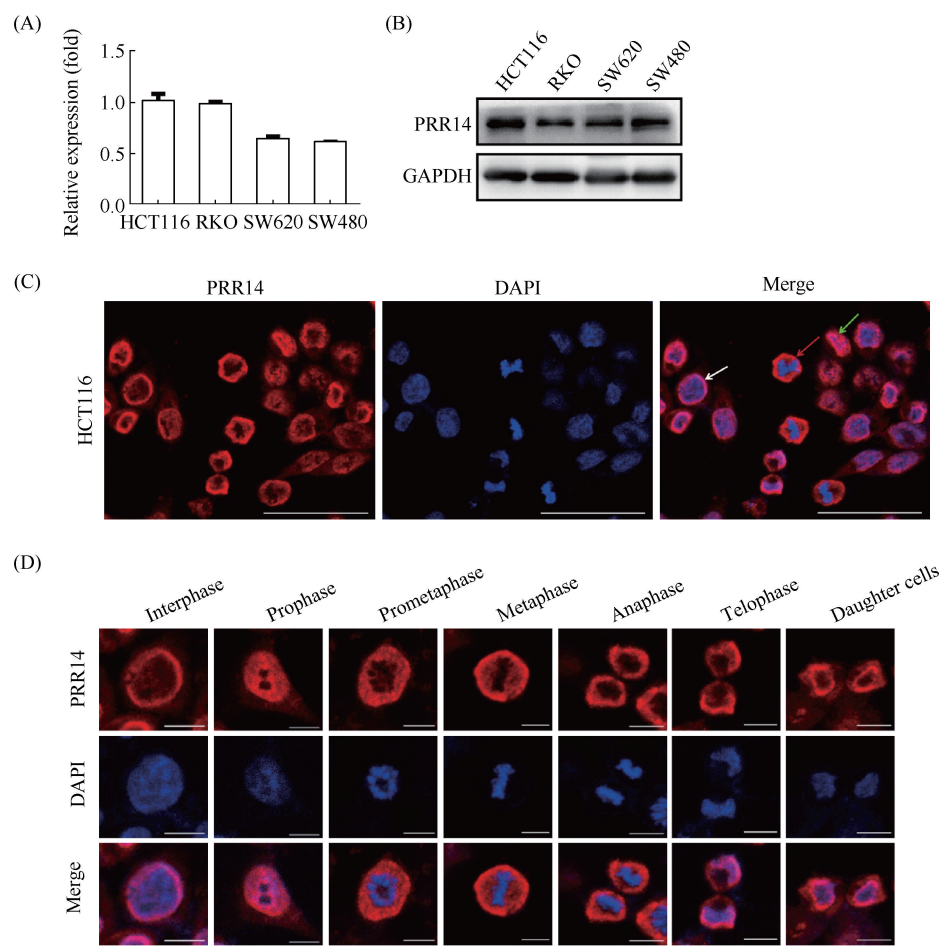 (A)
Relative expression (fold)
1.5
1.0
0.5
0.0
HCT116 RKO SW620 SW480
(B)
HCT116 RKO SW620 SW480
PRR14
GAPDH
(C)
PRR14 DAPI Merge
HCT116
(D)
Interphase Prophase Prometaphase Metaphase Anaphase Telophase Daughter cells
PRR14
DAPI
Merge